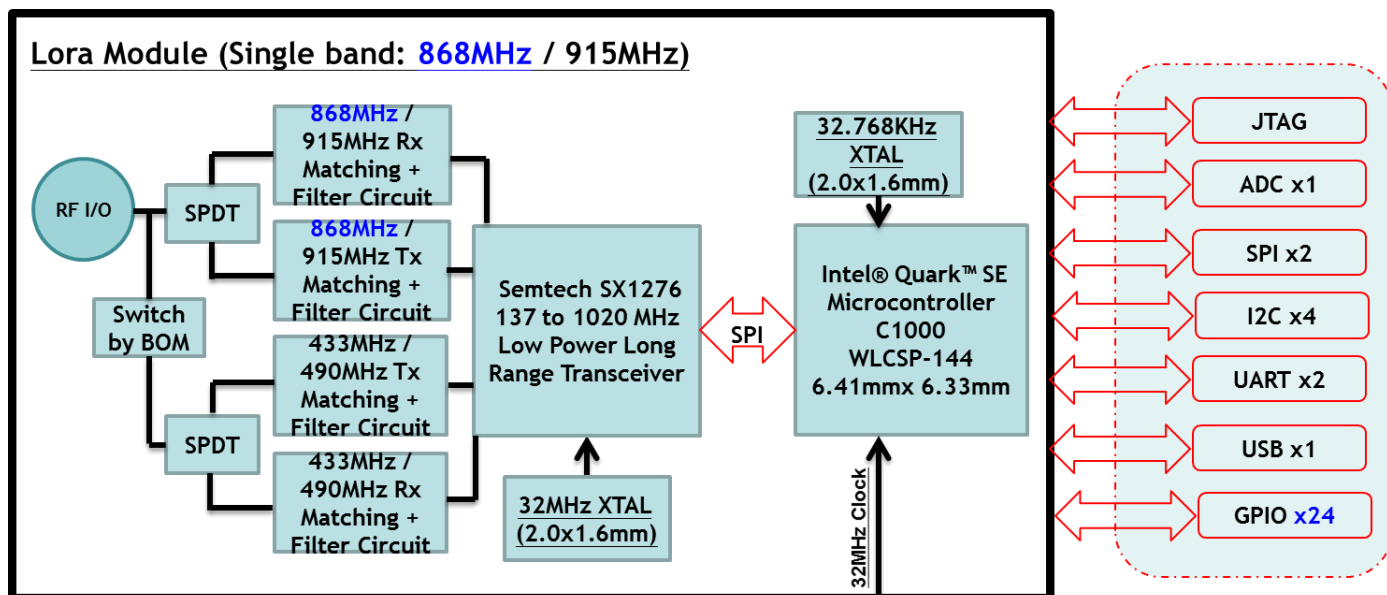 Lora Module (Single band: 868MHz / 915MHz)
868MHz /
915MHz Rx
Matching +
Filter Circuit
RF I/O
SPDT
868MHz /
915MHz Tx
Matching +
Filter Circuit
Switch
by BOM
433MHz /
490MHz Tx
Matching +
Filter Circuit
SPDT
433MHz /
490MHz Rx
Matching +
Filter Circuit
Semtech SX1276
137 to 1020 MHz
Low Power Long
Range Transceiver
32MHz XTAL
(2.0x1.6mm)
SPI
32.768KHz
XTAL
(2.0x1.6mm)
Intel® Quark™ SE
Microcontroller
C1000
WLCSP-144
6.41mmx 6.33mm
32MHz Clock
JTAG
ADC x1
SPI x2
I2C x4
UART x2
USB x1
GPIO x24